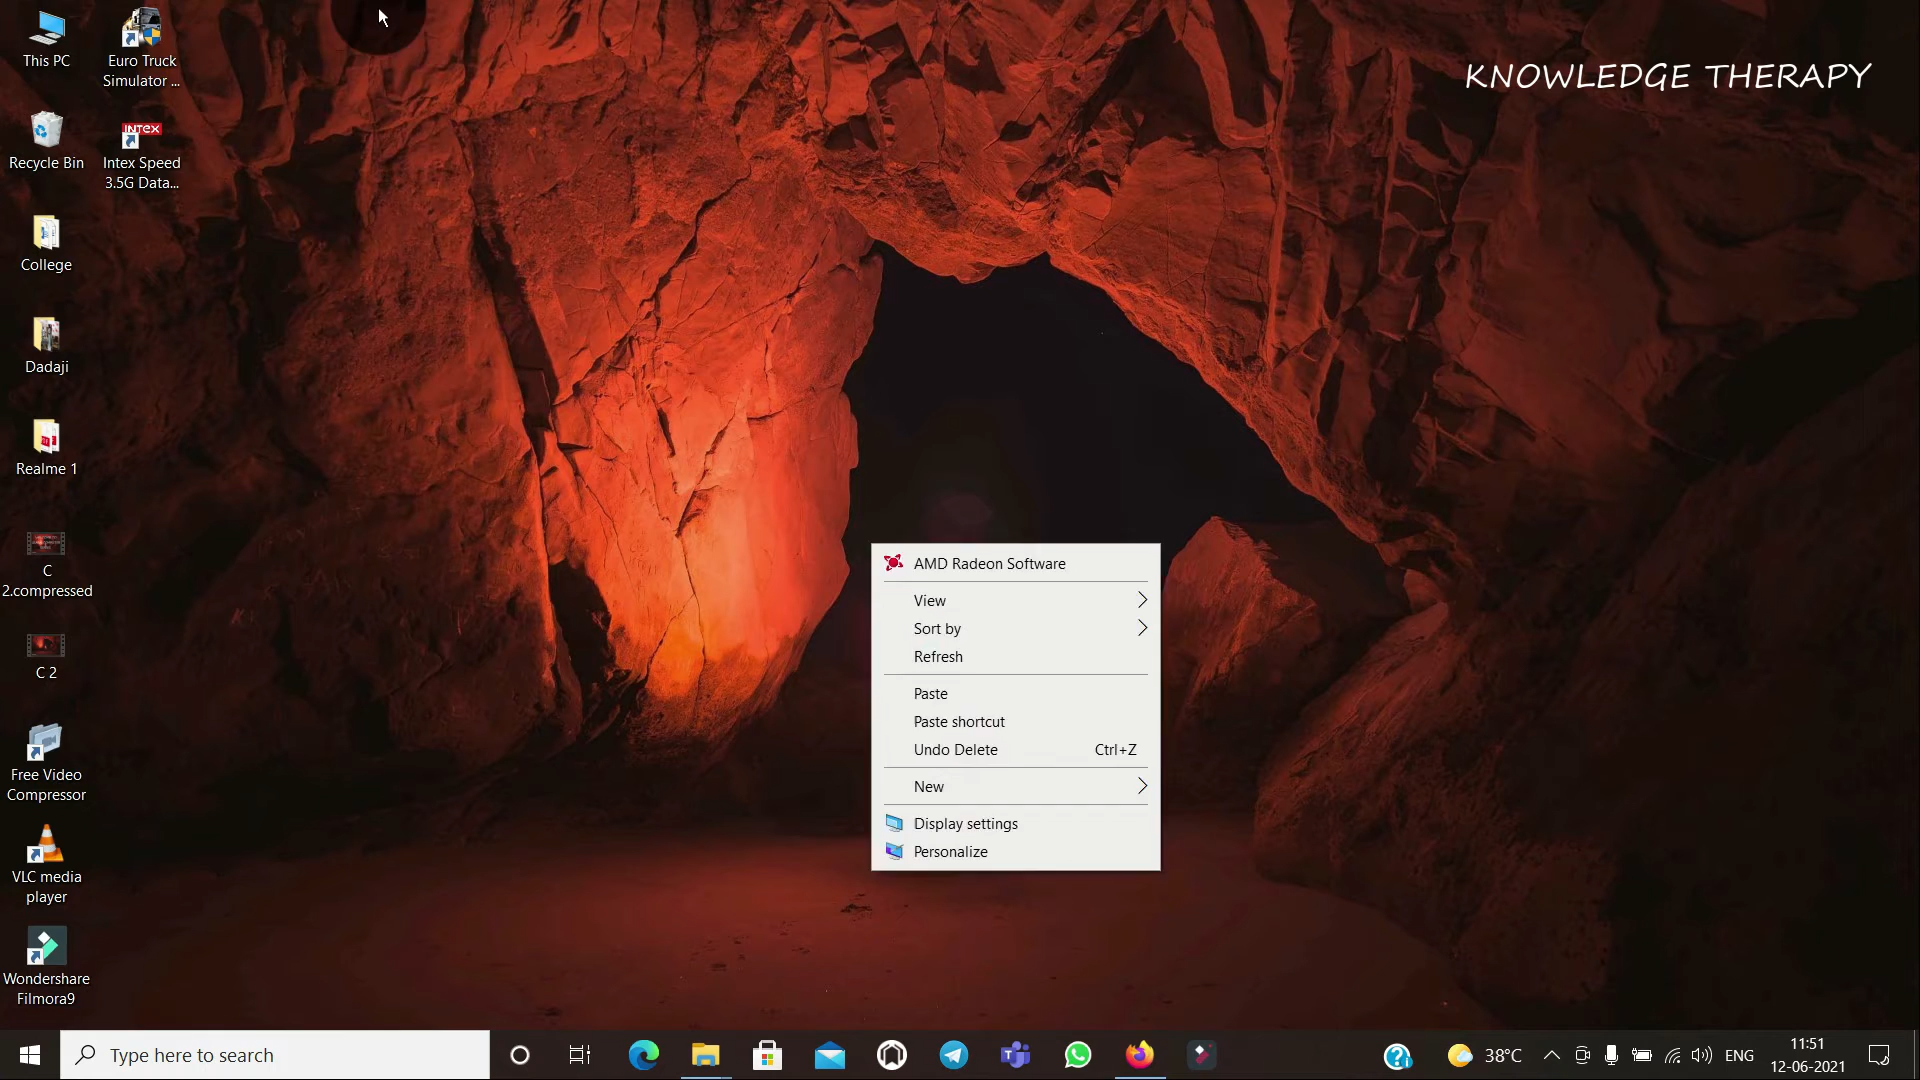 This PC
Euro Truck
Simulator ...
KNOWLEDGE THERAPY
Recycle Bin
INTEX
Intex Speed
3.5G Data...
College
Dadaji
Realme 1
C
2.compressed
C 2
Free Video
Compressor
VLC media
player
Wondershare
Filmora9
AMD Radeon Software
View
Sort by
Refresh
Paste
Paste shortcut
Undo Delete Ctrl+Z
New
Display settings
Personalize
Type here to search
38°C
ENG
11:51
12-06-2021